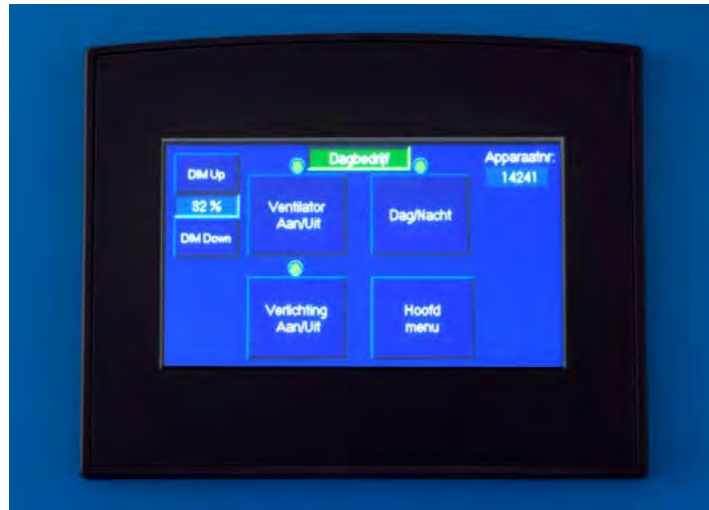 Dagbedrijf
Apparaatnr:
14241
DIM Up
32 %
DIM Down
Ventilator
Aan/Uit
Dag/Nacht
Verlichting
Aan/Uit
Hoofd
menu